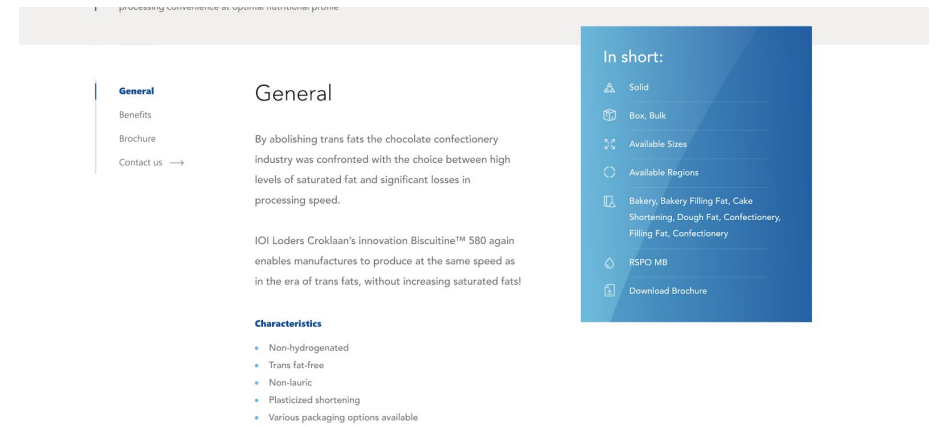 processing convenience at optimal nutritional profile
General
Benefits
Brochure
Contact us →
General
By abolishing trans fats the chocolate confectionery
industry was confronted with the choice between high
levels of saturated fat and significant losses in
processing speed.
IOI Loders Croklaan's innovation Biscuitine™ 580 again
enables manufactures to produce at the same speed as
in the era of trans fats, without increasing saturated fats!
Characteristics
• Non-hydrogenated
• Trans fat-free
• Non-lauric
• Plasticized shortening
• Various packaging options available
In short:
Solid
Box, Bulk
Available Sizes
Available Regions
Bakery, Bakery Filling Fat, Cake
Shortening, Dough Fat, Confectionery,
Filling Fat, Confectionery
RSPO MB
Download Brochure